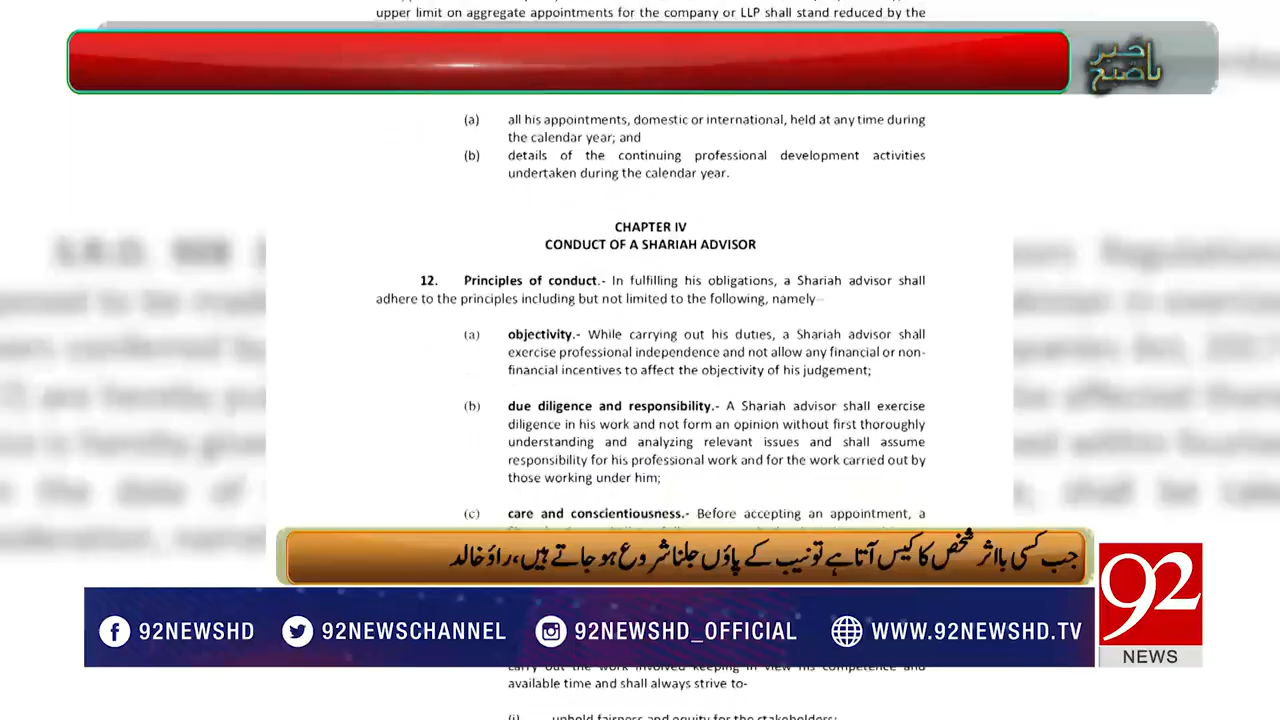 upper limit on aggregate appointments for the company or LLP shall stand reduced by the
باخبر صبح
(a) all his appointments, domestic or international, held at any time during
the calendar year; and
(b) details of the continuing professional development activities
undertaken during the calendar year.
CHAPTER IV
CONDUCT OF A SHARIAH ADVISOR
12. Principles of conduct.- In fulfilling his obligations, a Shariah advisor shall
adhere to the principles including but not limited to the following, namely-
(a) objectivity.- While carrying out his duties, a Shariah advisor shall
exercise professional independence and not allow any financial or non-
financial incentives to affect the objectivity of his judgement;
(b) due diligence and responsibility.- A Shariah advisor shall exercise
diligence in his work and not form an opinion without first thoroughly
understanding and analyzing relevant issues and shall assume
responsibility for his professional work and for the work carried out by
those working under him;
(c) care and conscientiousness.- Before accepting an appointment, a
جب کسی بااثر شخص کا کیس آتا ہے تو نیب کے پاؤں جلنا شروع ہو جاتے ہیں، راؤ خالد
92NEWSHD 92NEWSCHANNEL 92NEWSHD_OFFICIAL WWW.92NEWSHD.TV
92
NEWS
carry out the work involved keeping in view his competence and
available time and shall always strive to-
(i) uphold fairness and equity for the stakeholders;